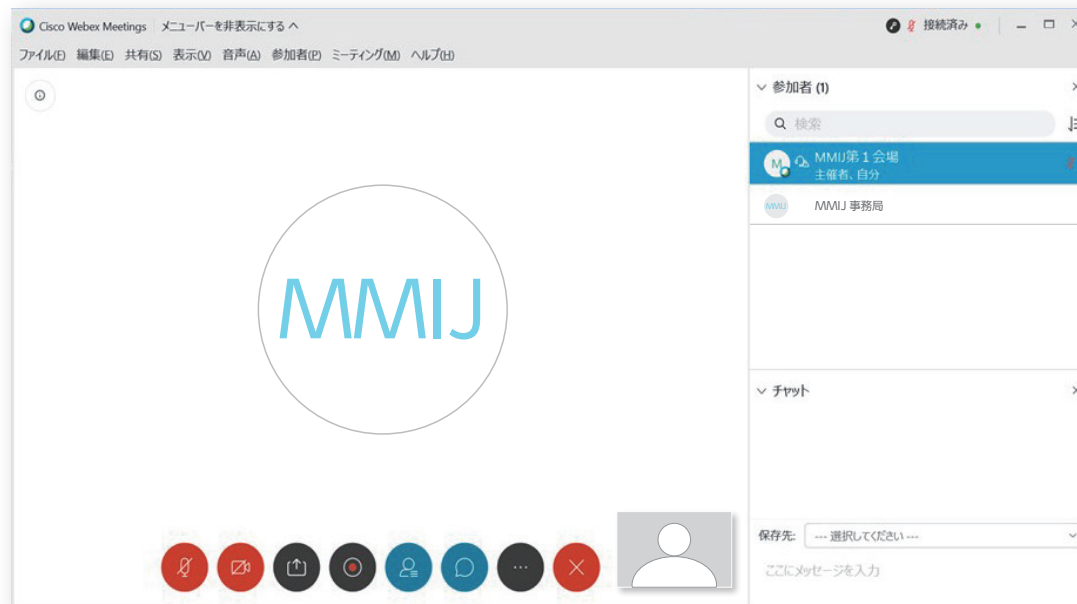 Cisco Webex Meetings メニューバーを非表示にする ヘ 接続済み
ファイル(F) 編集(E) 共有(S) 表示(V) 音声(A) 参加者(P) ミーティング(M) ヘルプ(H)
参加者 (1)
検索
M MMIJ第１会場
主催者、自分
MMIJ MMIJ 事務局
MMIJ
チャット
保存先: --- 選択してください ---
ここにメッセージを入力